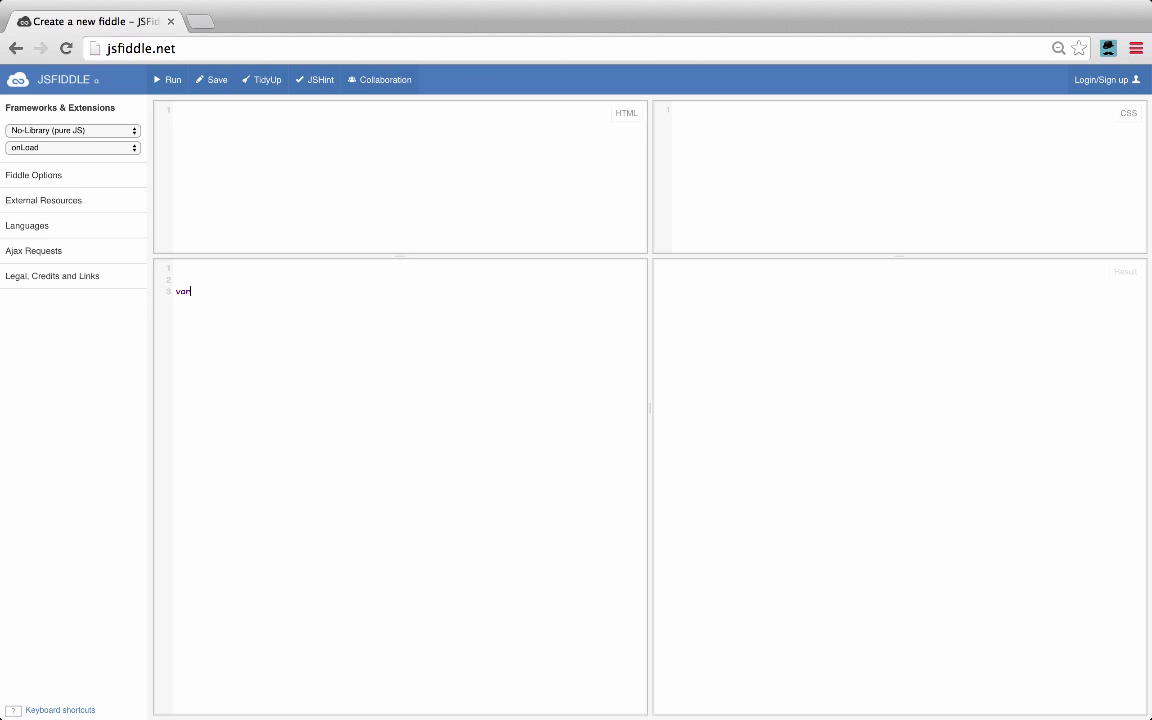 Create a new fiddle - JSFid
jsfiddle.net
JSFIDDLE α
Run
Save
TidyUp
JSHint
Collaboration
Login/Sign up
Frameworks & Extensions
No-Library (pure JS)
onLoad
Fiddle Options
External Resources
Languages
Ajax Requests
Legal, Credits and Links
1
HTML
1
CSS
1
2
3 var
Result
? Keyboard shortcuts